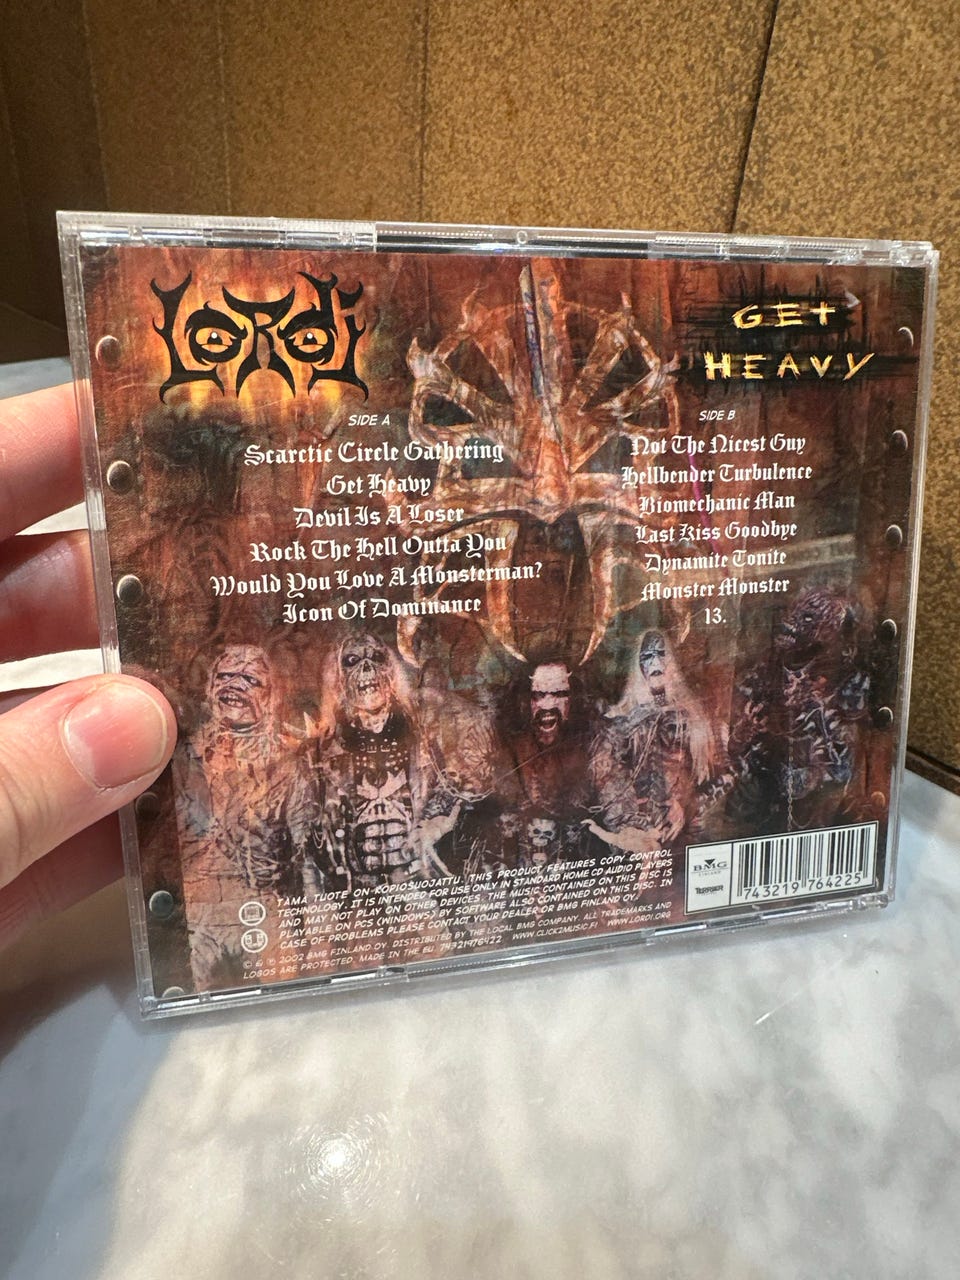 LORDI
GET
HEAVY
SIDE A
Scarctic Circle Gathering
Get Heavy
Devil Is A Loser
Rock The Hell Outta You
Would You Love A Monsterman?
Icon Of Dominance
SIDE B
Not The Nicest Guy
Hellbender Turbulence
Biomechanic Man
Last Kiss Goodbye
Dynamite Tonite
Monster Monster
13.
TÄMÄ TUOTE ON KOPIOSUOJATTU. THIS PRODUCT FEATURES COPY CONTROL
TECHNOLOGY. IT IS INTENDED FOR USE ONLY IN STANDARD HOME CD AUDIO PLAYERS
AND MAY NOT PLAY ON OTHER DEVICES. THE MUSIC CONTAINED ON THIS DISC IS
PLAYABLE ON PCS (WINDOWS) BY SOFTWARE ALSO CONTAINED ON THIS DISC. IN
CASE OF PROBLEMS PLEASE CONTACT YOUR DEALER OR BMG FINLAND OY.
© & ℗ 2002 BMG FINLAND OY. DISTRIBUTED BY THE LOCAL BMG COMPANY. ALL TRADEMARKS AND
LOGOS ARE PROTECTED. MADE IN THE EU. 74321976422 WWW.CLICK2MUSIC.FI WWW.LORDI.ORG
BMG
FINLAND
TERRIER
7 43219 76422 5